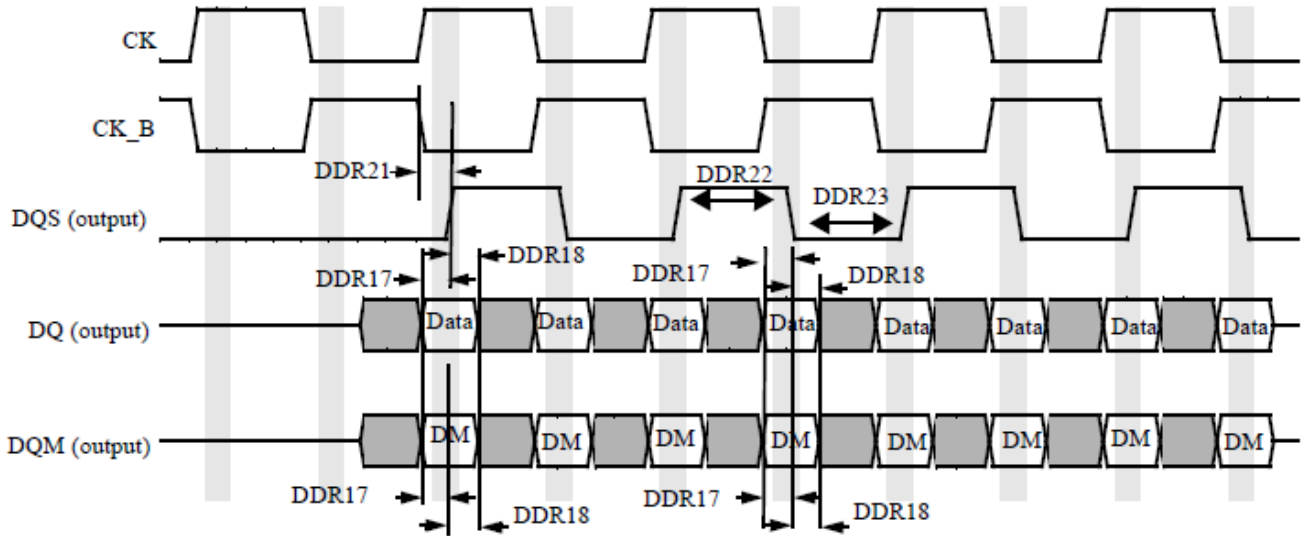 CK
CK_B
DDR21
DDR22
DDR23
DQS (output)
DDR18
DDR17
DDR17
DDR18
DQ (output)
Data Data Data Data Data Data Data Data
DQM (output)
DM DM DM DM DM DM DM DM
DDR17
DDR18
DDR17
DDR18